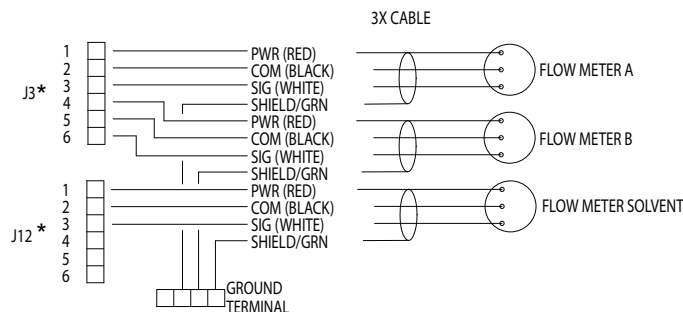 3X CABLE
1 PWR (RED)
2 COM (BLACK) FLOW METER A
J3* 3 SIG (WHITE)
4 SHIELD/GRN
5 PWR (RED)
6 COM (BLACK) FLOW METER B
SIG (WHITE)
SHIELD/GRN
1 PWR (RED)
2 COM (BLACK) FLOW METER SOLVENT
3 SIG (WHITE)
J12* 4 SHIELD/GRN
5
6
GROUND
TERMINAL